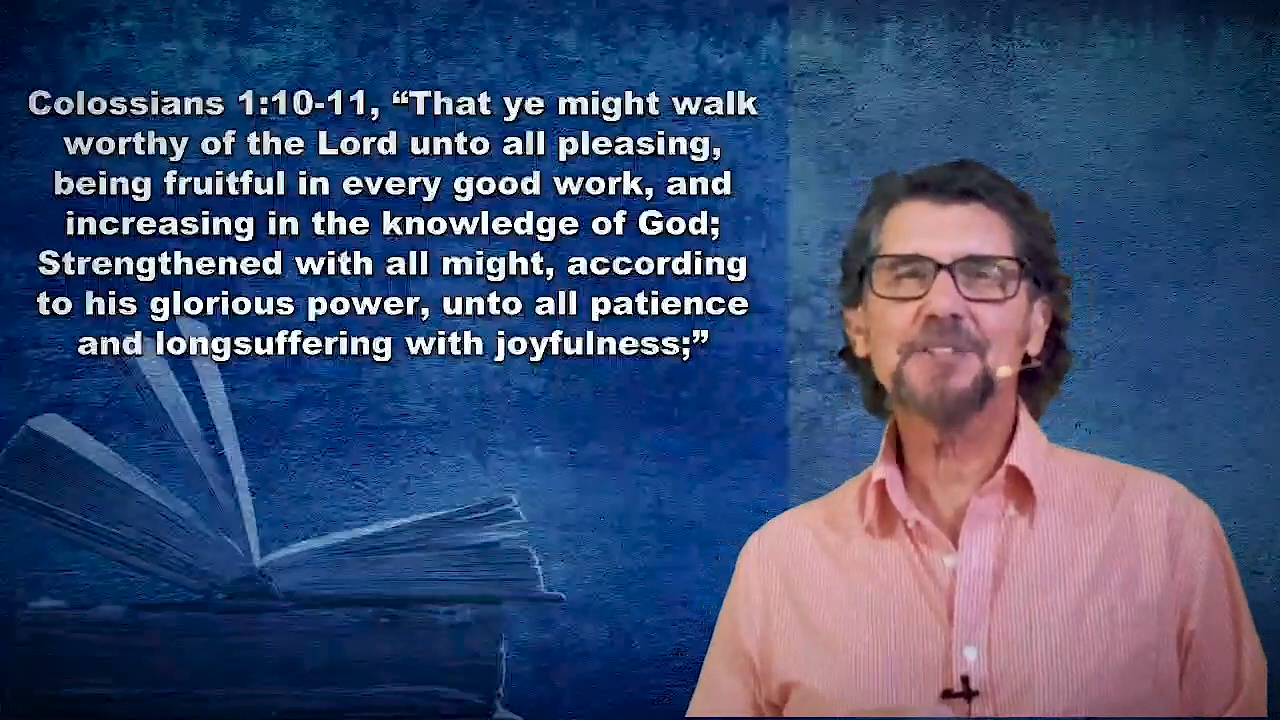 Colossians 1:10-11, “That ye might walk
worthy of the Lord unto all pleasing,
being fruitful in every good work, and
increasing in the knowledge of God;
Strengthened with all might, according
to his glorious power, unto all patience
and longsuffering with joyfulness;”